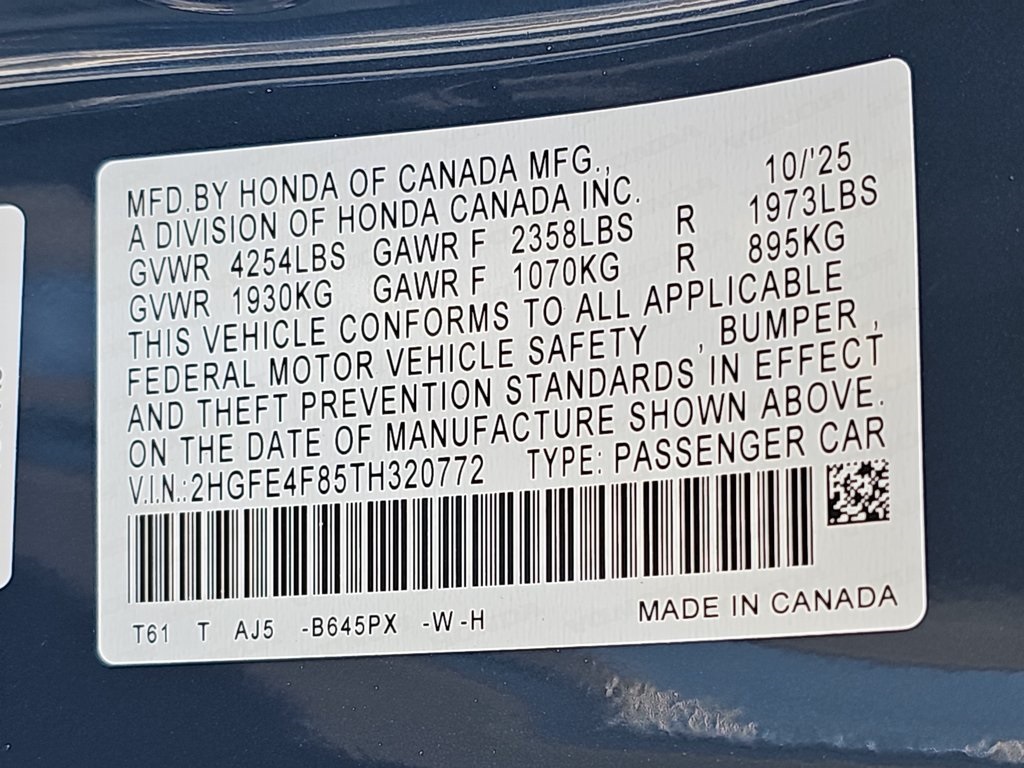 MFD.BY HONDA OF CANADA MFG., 10/'25
A DIVISION OF HONDA CANADA INC.
GVWR 4254LBS GAWR F 2358LBS R 1973LBS
GVWR 1930KG GAWR F 1070KG R 895KG
THIS VEHICLE CONFORMS TO ALL APPLICABLE
FEDERAL MOTOR VEHICLE SAFETY , BUMPER ,
AND THEFT PREVENTION STANDARDS IN EFFECT
ON THE DATE OF MANUFACTURE SHOWN ABOVE.
V.I.N.:2HGFE4F85TH320772 TYPE: PASSENGER CAR
T61 T AJ5 -B645PX -W -H MADE IN CANADA